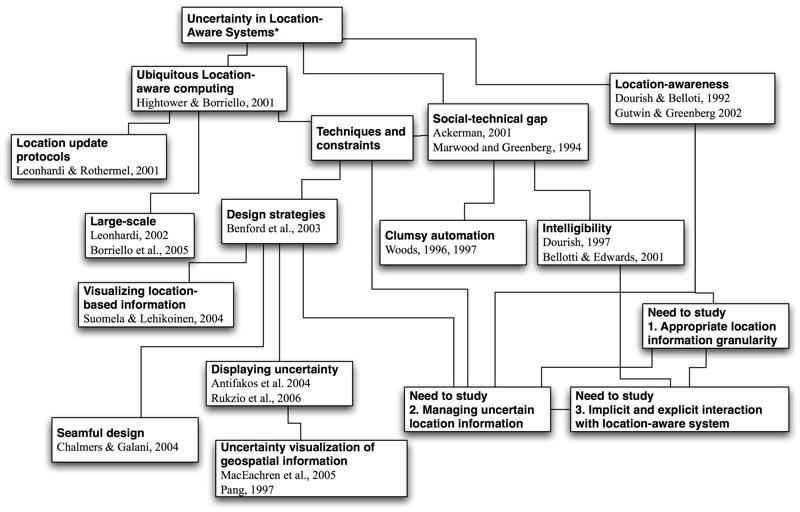 Uncertainty in Location-
Aware Systems*
Ubiquitous Location-
aware computing
Hightower & Borriello, 2001
Location-awareness
Dourish & Belloti, 1992
Gutwin & Greenberg 2002
Social-technical gap
Ackerman, 2001
Marwood and Greenberg, 1994
Techniques and
constraints
Location update
protocols
Leonhardi & Rothermel, 2001
Large-scale
Leonhardi, 2002
Borriello et al., 2005
Design strategies
Benford et al., 2003
Clumsy automation
Woods, 1996, 1997
Intelligibility
Dourish, 1997
Bellotti & Edwards, 2001
Visualizing location-
based information
Suomela & Lehikoinen, 2004
Need to study
1. Appropriate location
information granularity
Displaying uncertainty
Antifakos et al. 2004
Rukzio et al., 2006
Need to study
2. Managing uncertain
location information
Need to study
3. Implicit and explicit interaction
with location-aware system
Seamful design
Chalmers & Galani, 2004
Uncertainty visualization of
geospatial information
MacEachren et al., 2005
Pang, 1997